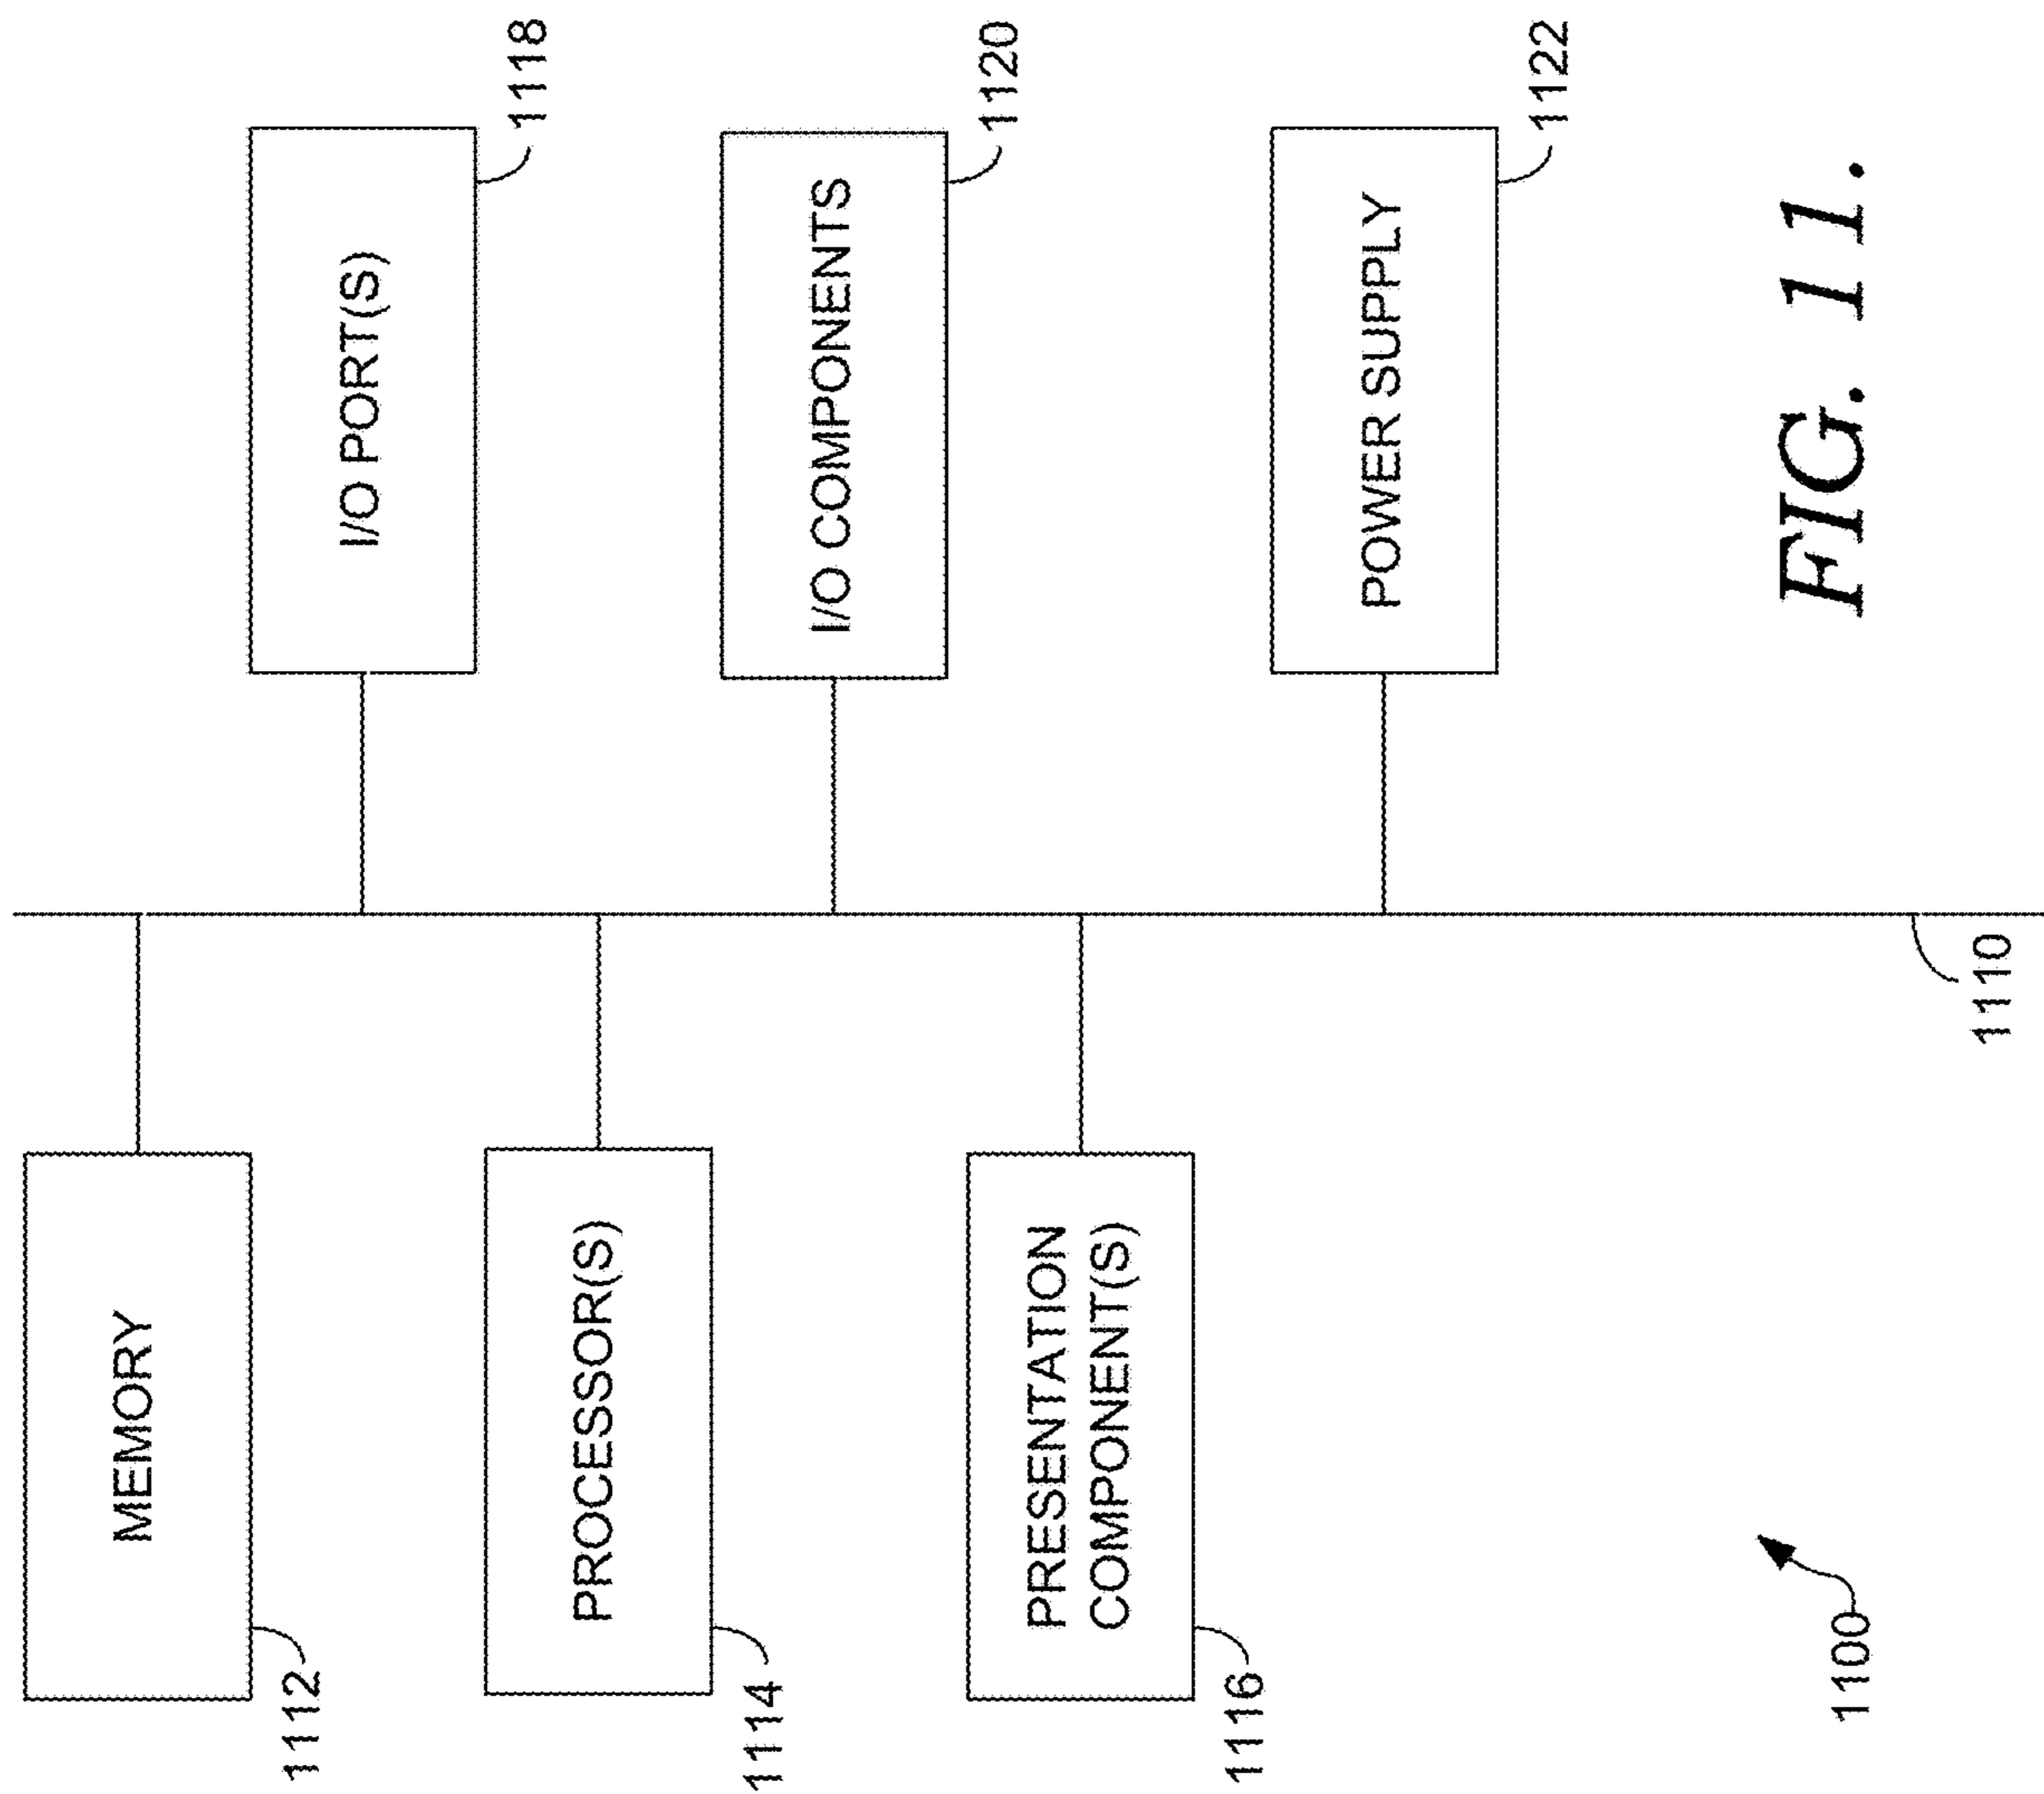 MEMORY
1112
I/O PORT(S)
1118
PROCESSOR(S)
1114
I/O COMPONENTS
1120
PRESENTATION
COMPONENT(S)
1116
POWER SUPPLY
1122
1110
1100
FIG. 11.